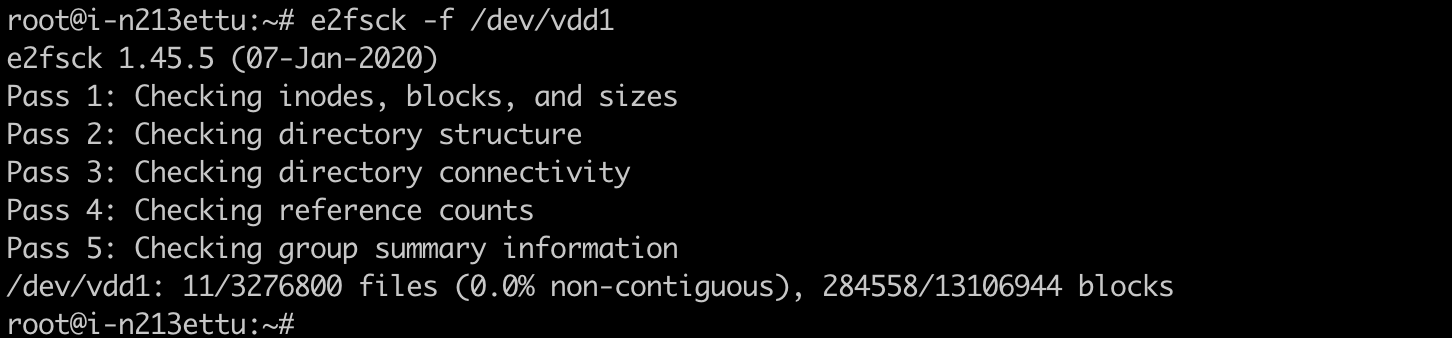 root@i-n213ettu:~# e2fsck -f /dev/vdd1
e2fsck 1.45.5 (07-Jan-2020)
Pass 1: Checking inodes, blocks, and sizes
Pass 2: Checking directory structure
Pass 3: Checking directory connectivity
Pass 4: Checking reference counts
Pass 5: Checking group summary information
/dev/vdd1: 11/3276800 files (0.0% non-contiguous), 284558/13106944 blocks
root@i-n213ettu:~#